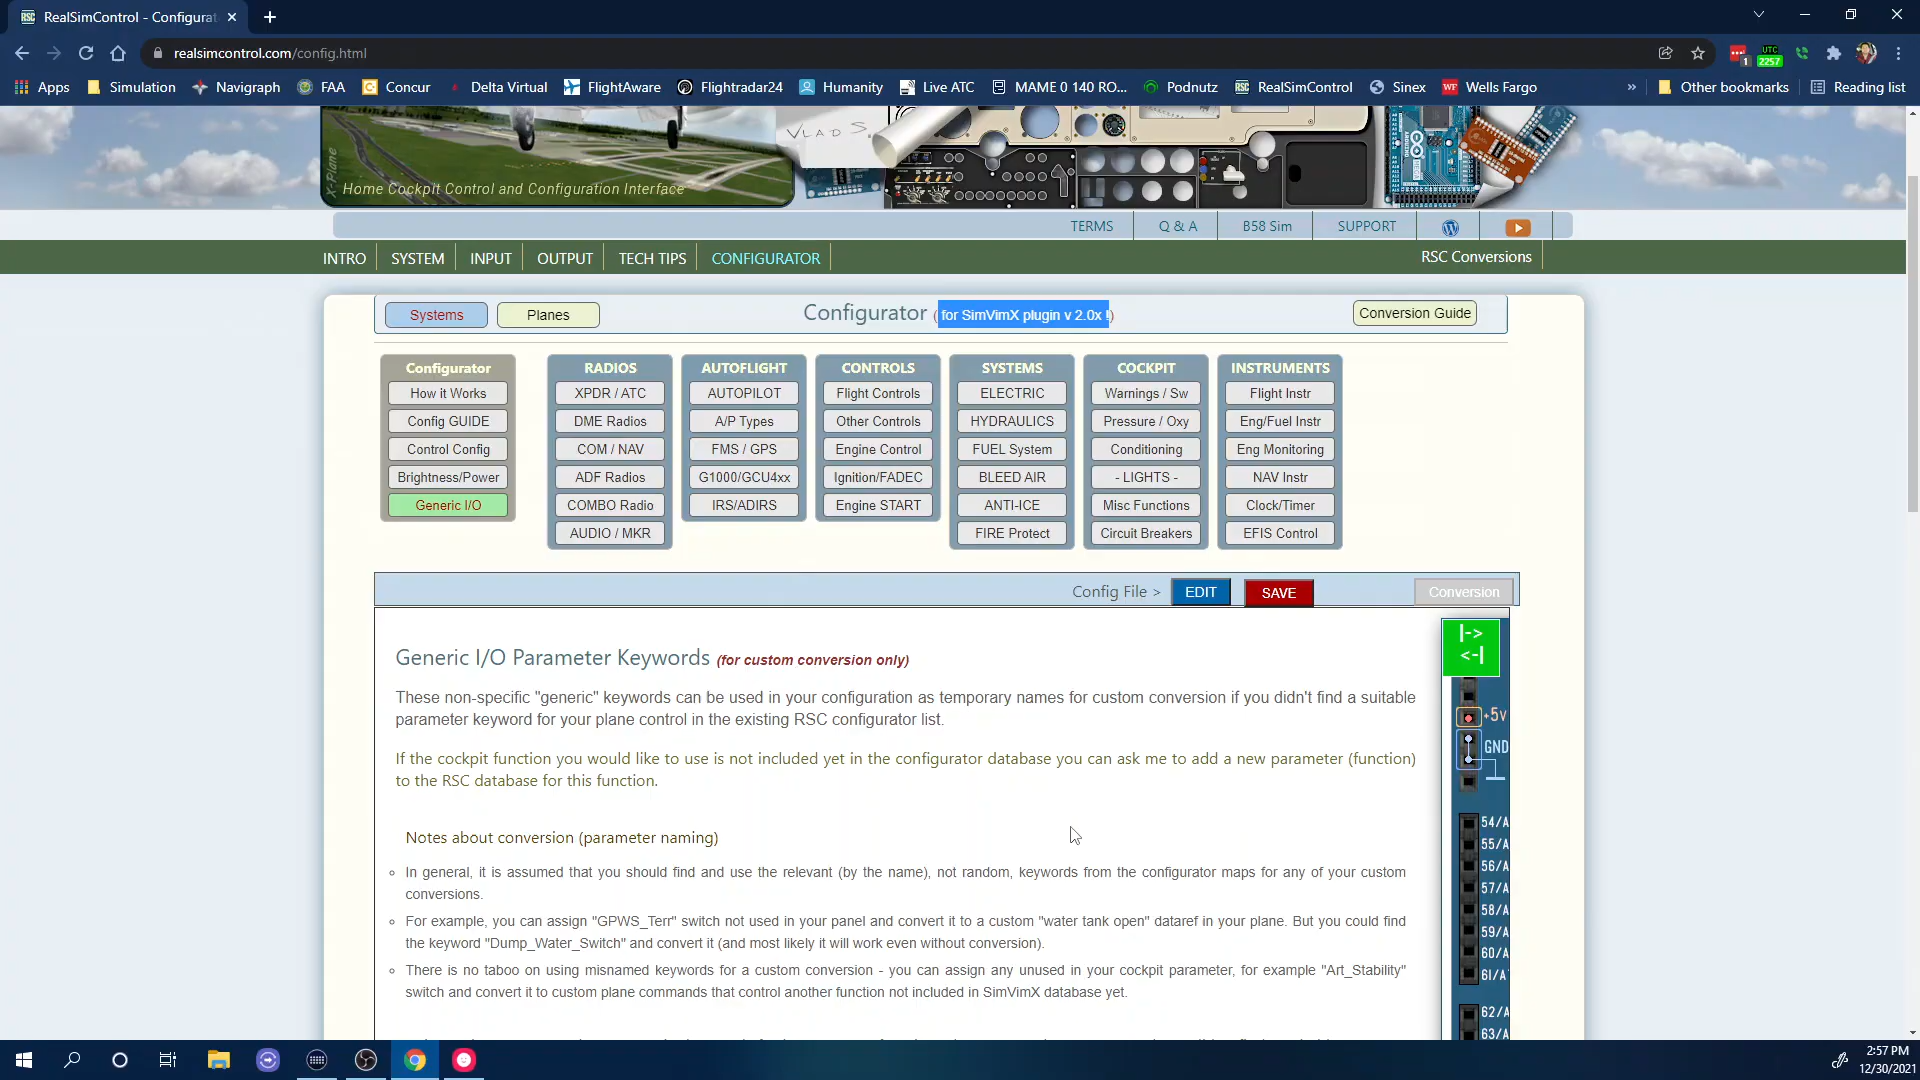 RealSimControl - Configurat
realsimcontrol.com/config.html
1
UTC
2257
Apps
Simulation
Navigraph
FAA
Concur
Delta Virtual
FlightAware
Flightradar24
Humanity
Live ATC
MAME 0 140 RO...
Podnutz
RSC
RealSimControl
Sinex
WF
Wells Fargo
»
Other bookmarks
Reading list
X-Plane
Home Cockpit Control and Configuration Interface
VLAD S.
TERMS
Q & A
B58 Sim
SUPPORT
INTRO
SYSTEM
INPUT
OUTPUT
TECH TIPS
CONFIGURATOR
RSC Conversions
Systems
Planes
Configurator ( for SimVimX plugin v 2.0x !)
Conversion Guide
Configurator
RADIOS
AUTOFLIGHT
CONTROLS
SYSTEMS
COCKPIT
INSTRUMENTS
How it Works
XPDR / ATC
AUTOPILOT
Flight Controls
ELECTRIC
Warnings / Sw
Flight Instr
Config GUIDE
DME Radios
A/P Types
Other Controls
HYDRAULICS
Pressure / Oxy
Eng/Fuel Instr
Control Config
COM / NAV
FMS / GPS
Engine Control
FUEL System
Conditioning
Eng Monitoring
Brightness/Power
ADF Radios
G1000/GCU4xx
Ignition/FADEC
BLEED AIR
- LIGHTS -
NAV Instr
Generic I/O
COMBO Radio
IRS/ADIRS
Engine START
ANTI-ICE
Misc Functions
Clock/Timer
AUDIO / MKR
FIRE Protect
Circuit Breakers
EFIS Control
Config File >
EDIT
SAVE
Conversion
|->
<-|
Generic I/O Parameter Keywords (for custom conversion only)
These non-specific "generic" keywords can be used in your configuration as temporary names for custom conversion if you didn't find a suitable
parameter keyword for your plane control in the existing RSC configurator list.
If the cockpit function you would like to use is not included yet in the configurator database you can ask me to add a new parameter (function)
to the RSC database for this function.
Notes about conversion (parameter naming)
In general, it is assumed that you should find and use the relevant (by the name), not random, keywords from the configurator maps for any of your custom
conversions.
For example, you can assign "GPWS_Terr" switch not used in your panel and convert it to a custom "water tank open" dataref in your plane. But you could find
the keyword "Dump_Water_Switch" and convert it (and most likely it will work even without conversion).
There is no taboo on using misnamed keywords for a custom conversion - you can assign any unused in your cockpit parameter, for example "Art_Stability"
switch and convert it to custom plane commands that control another function not included in SimVimX database yet.
+5v
GND
54/A
55/A
56/A
57/A
58/A
59/A
60/A
61/A
62/A
63/A
2:57 PM
12/30/2021